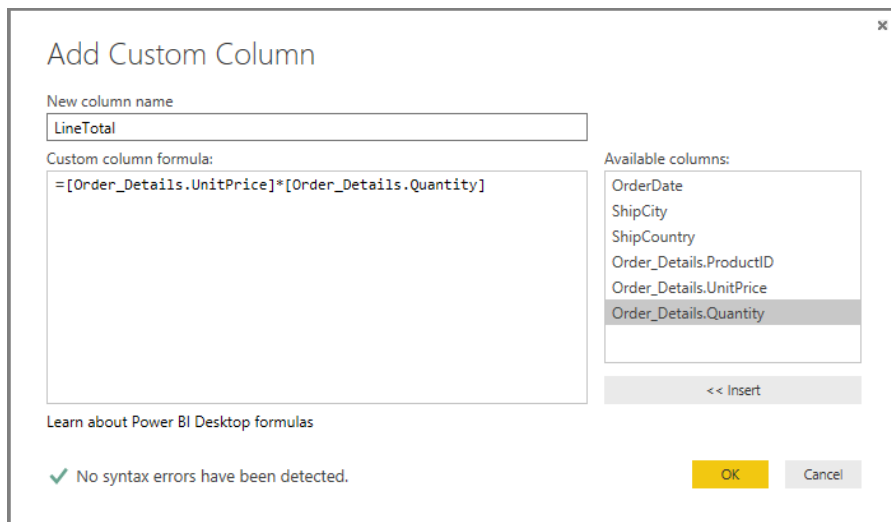 Add Custom Column
New column name
LineTotal
Custom column formula:
=[Order_Details.UnitPrice]*[Order_Details.Quantity]
Available columns:
OrderDate
ShipCity
ShipCountry
Order_Details.ProductID
Order_Details.UnitPrice
Order_Details.Quantity
<< Insert
Learn about Power BI Desktop formulas
No syntax errors have been detected.
OK
Cancel